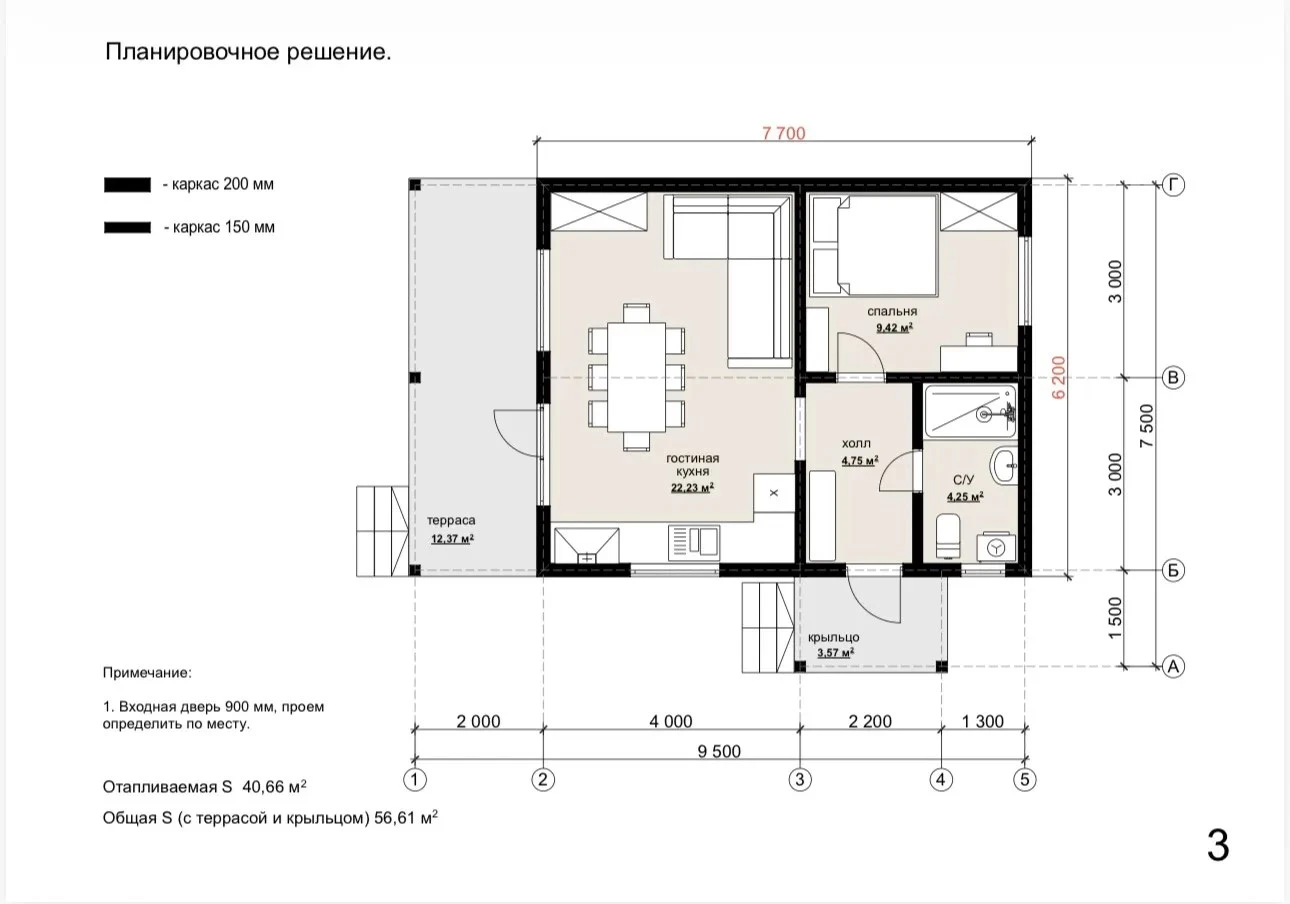 Планировочное решение.
7 700
- каркас 200 мм
- каркас 150 мм
Г
3 000
спальня
9,42 м²
6 200
В
7 500
холл
4,75 м²
гостиная
кухня
22,23 м²
3 000
С/У
4,25 м²
терраса
12,37 м²
Б
1 500
крыльцо
3,57 м²
А
Примечание:
1. Входная дверь 900 мм, проем
определить по месту.
2 000
4 000
2 200
1 300
9 500
1
2
3
4
5
Отапливаемая S 40,66 м²
Общая S (с террасой и крыльцом) 56,61 м²
3